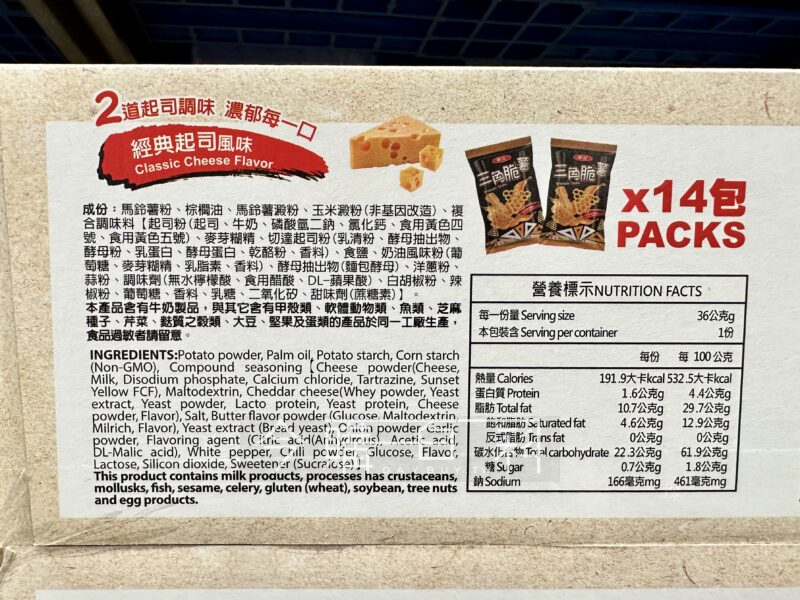 2道起司調味 濃郁每一口
經典起司風味
Classic Cheese Flavor
三角脆薯
三角脆薯
x14包
PACKS
成份：馬鈴薯粉、棕櫚油、馬鈴薯澱粉、玉米澱粉(非基因改造)、複
合調味料【起司粉(起司、牛奶、磷酸氫二鈉、氯化鈣、食用黃色四
號、食用黃色五號)、麥芽糊精、切達起司粉(乳清粉、酵母抽出物、
酵母粉、乳蛋白、酵母蛋白、乾酪粉、香料)、食鹽、奶油風味粉(葡
萄糖、麥芽糊精、乳脂素、香料)、酵母抽出物(麵包酵母)、洋蔥粉、
蒜粉、調味劑(無水檸檬酸、食用醋酸、DL-蘋果酸)、白胡椒粉、辣
椒粉、葡萄糖、香料、乳糖、二氧化矽、甜味劑(蔗糖素)】。
本產品含有牛奶製品，與其它含有甲殼類、軟體動物類、魚類、芝麻
種子、芹菜、麩質之穀類、大豆、堅果及蛋類的產品於同一工廠生產，
食品過敏者請留意。
INGREDIENTS:Potato powder, Palm oil, Potato starch, Corn starch
(Non-GMO), Compound seasoning【Cheese powder(Cheese,
Milk, Disodium phosphate, Calcium chloride, Tartrazine, Sunset
Yellow FCF), Maltodextrin, Cheddar cheese(Whey powder, Yeast
extract, Yeast powder, Lacto protein, Yeast protein, Cheese
powder, Flavor), Salt, Butter flavor powder (Glucose, Maltodextrin,
Milrich, Flavor), Yeast extract (Bread yeast), Onion powder Garlic
powder, Flavoring agent (Citric acid(Anhydrous) Acetic acid,
DL-Malic acid), White pepper, Chili powder, Glucose, Flavor,
Lactose, Silicon dioxide, Sweetener (Sucralose)】
This product contains milk products, processes has crustaceans,
mollusks, fish, sesame, celery, gluten (wheat), soybean, tree nuts
and egg products.
營養標示NUTRITION FACTS
每一份量 Serving size 36公克g
本包裝含 Serving per container 1份
每份 每 100公克
熱量 Calories 191.9大卡kcal 532.5大卡kcal
蛋白質 Protein 1.6公克g 4.4公克g
脂肪 Total fat 10.7公克g 29.7公克g
飽和脂肪 Saturated fat 4.6公克g 12.9公克g
反式脂肪 Trans fat 0公克g 0公克g
碳水化合物 Total carbohydrate 22.3公克g 61.9公克g
糖 Sugar 0.7公克g 1.8公克g
鈉 Sodium 166毫克mg 461毫克mg